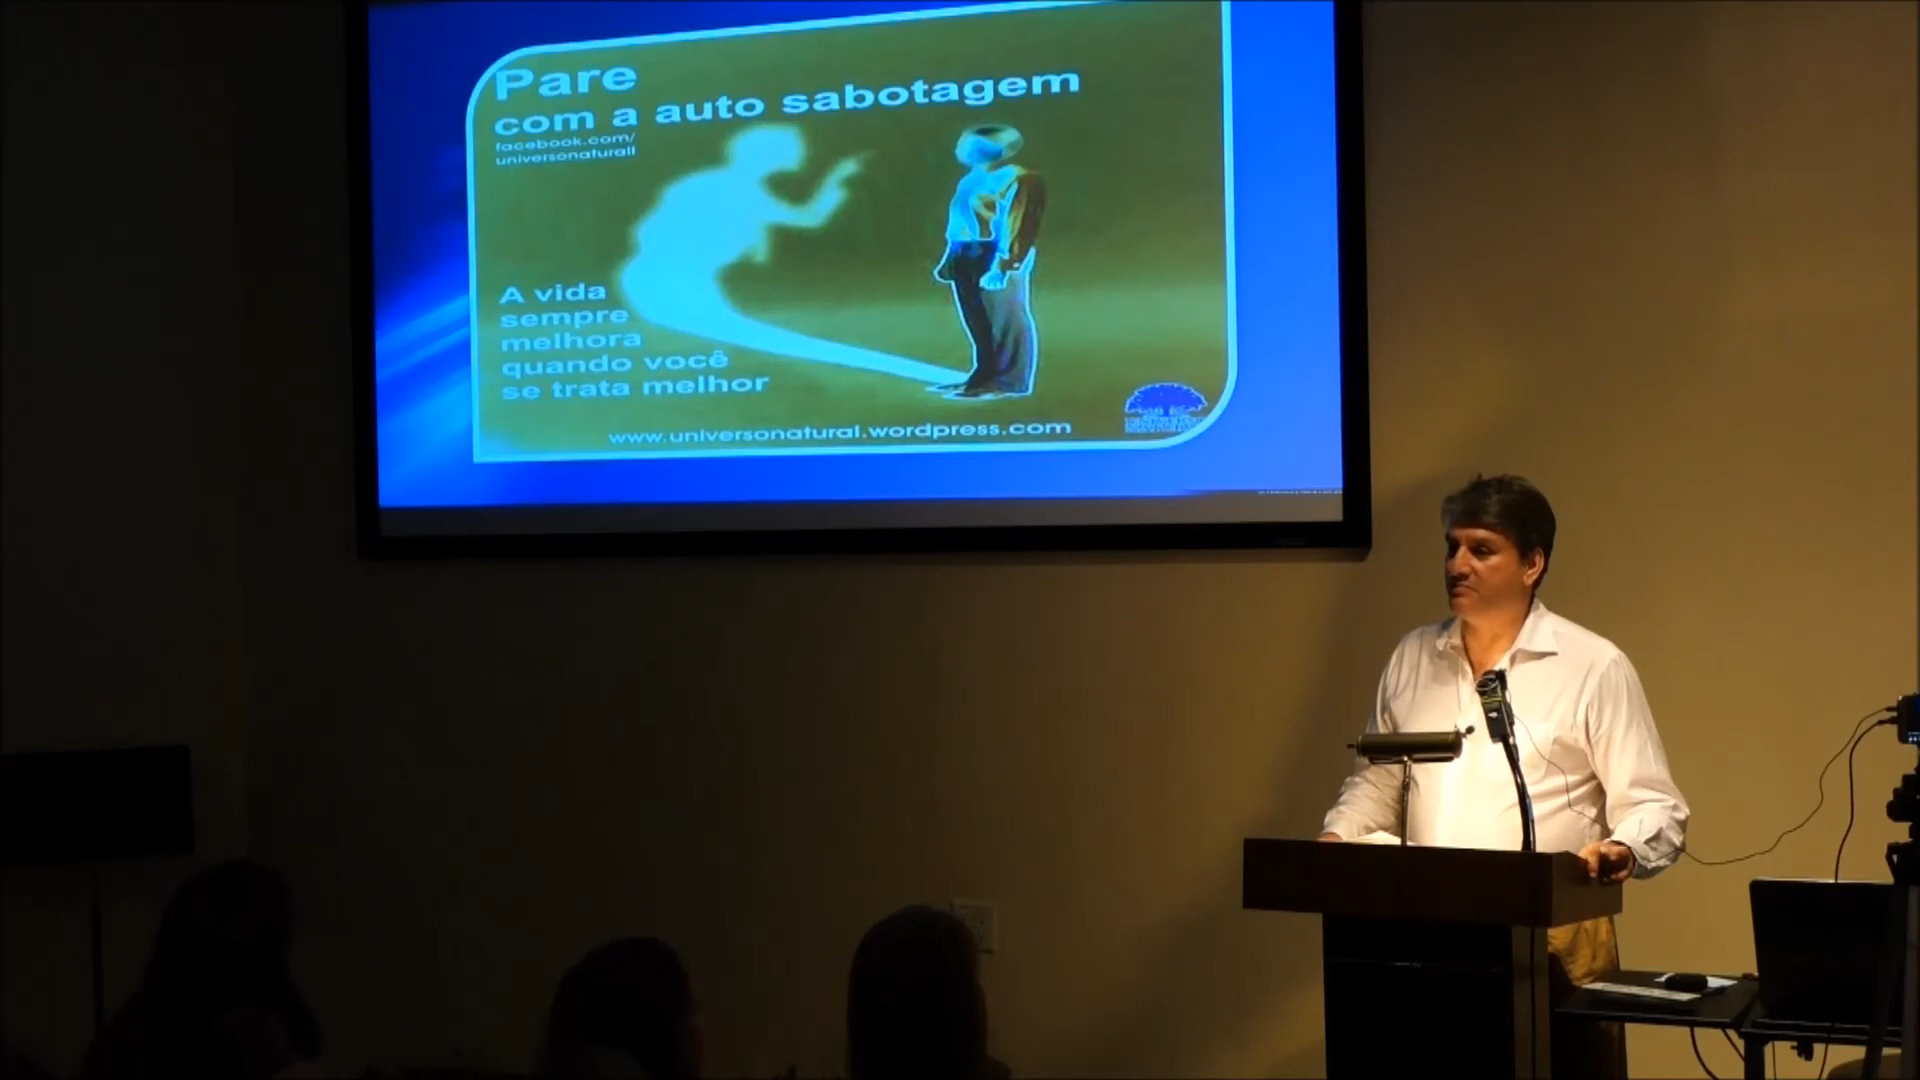 Pare
com a auto sabotagem
facebook.com/
universonaturall
A vida
sempre
melhora
quando você
se trata melhor
www.universonatural.wordpress.com